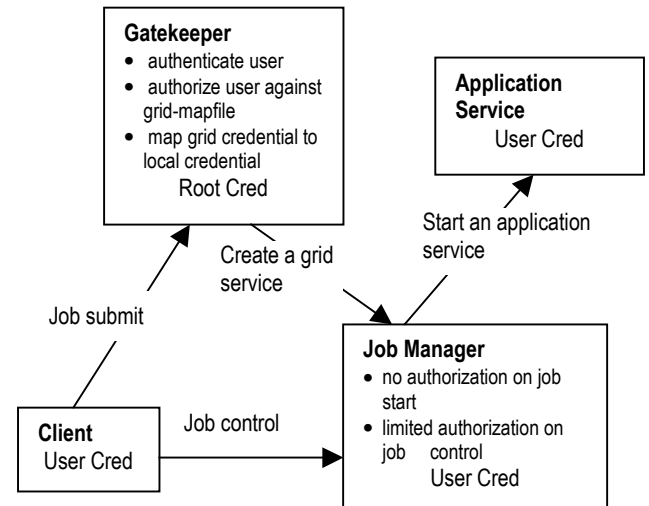 Gatekeeper
• authenticate user
• authorize user against
grid-mapfile
• map grid credential to
local credential
Root Cred
Application
Service
User Cred
Start an application
service
Create a grid
service
Job submit
Job Manager
• no authorization on job
start
• limited authorization on
job control
User Cred
Client
User Cred
Job control